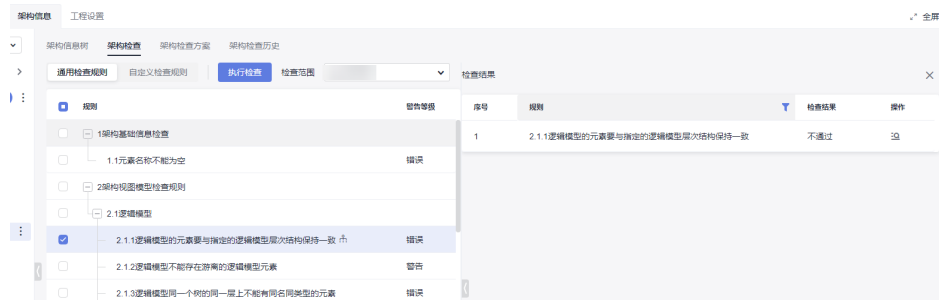 架构信息 工程设置 全屏
架构信息树 架构检查 架构检查方案 架构检查历史
通用检查规则 自定义检查规则 执行检查 检查范围
检查结果
规则 警告等级
序号 规则 检查结果 操作
1架构基础信息检查
1 2.1.1逻辑模型的元素要与指定的逻辑模型层次结构保持一致 不通过
1.1元素名称不能为空 错误
2架构视图模型检查规则
2.1逻辑模型
2.1.1逻辑模型的元素要与指定的逻辑模型层次结构保持一致 错误
2.1.2逻辑模型不能存在游离的逻辑模型元素 警告
2.1.3逻辑模型同一个树的同一层上不能有同名同类型的元素 错误